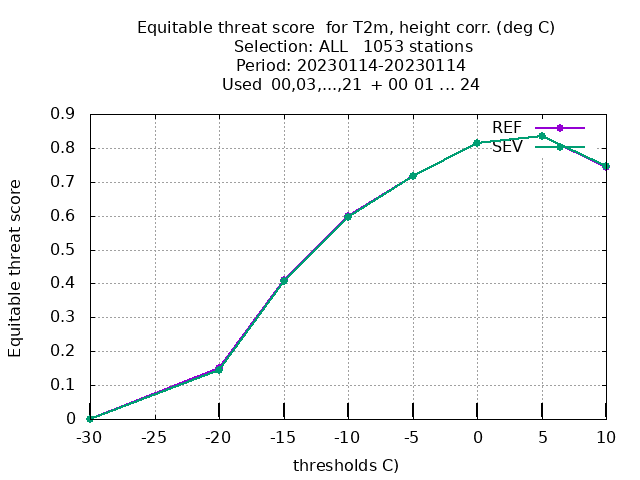 Equitable threat score  for T2m, height corr. (deg C)
Selection: ALL   1053 stations
Period: 20230114-20230114
Used  00,03,...,21  + 00 01 ... 24
REF
SEV
Equitable threat score
0.9
0.8
0.7
0.6
0.5
0.4
0.3
0.2
0.1
0
-30 -25 -20 -15 -10 -5 0 5 10
thresholds C)